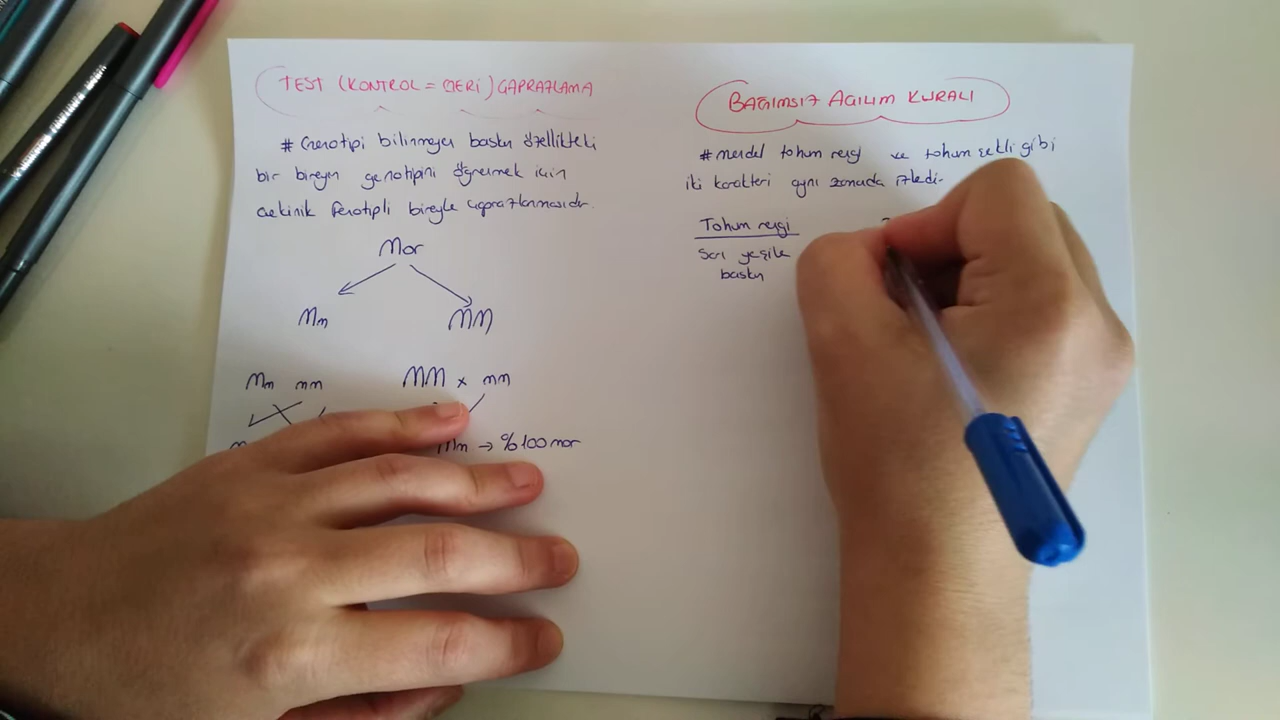 TEST (KONTROL = GERİ) ÇAPRAZLAMA
# Genotipi bilinmeyen baskın özellikteki
bir bireyin genotipini öğrenmek için
çekinik fenotipli bireyle çaprazlanmasıdır.
Mor
Mm MM
Mm mm MM x mm
Mm → %100 mor
BAĞIMSIZ AÇILIM KURALI
# mendel tohum rengi ve tohum şekli gibi
iki karakteri aynı zamanda izledi.
Tohum rengi
Sarı yeşile
baskın